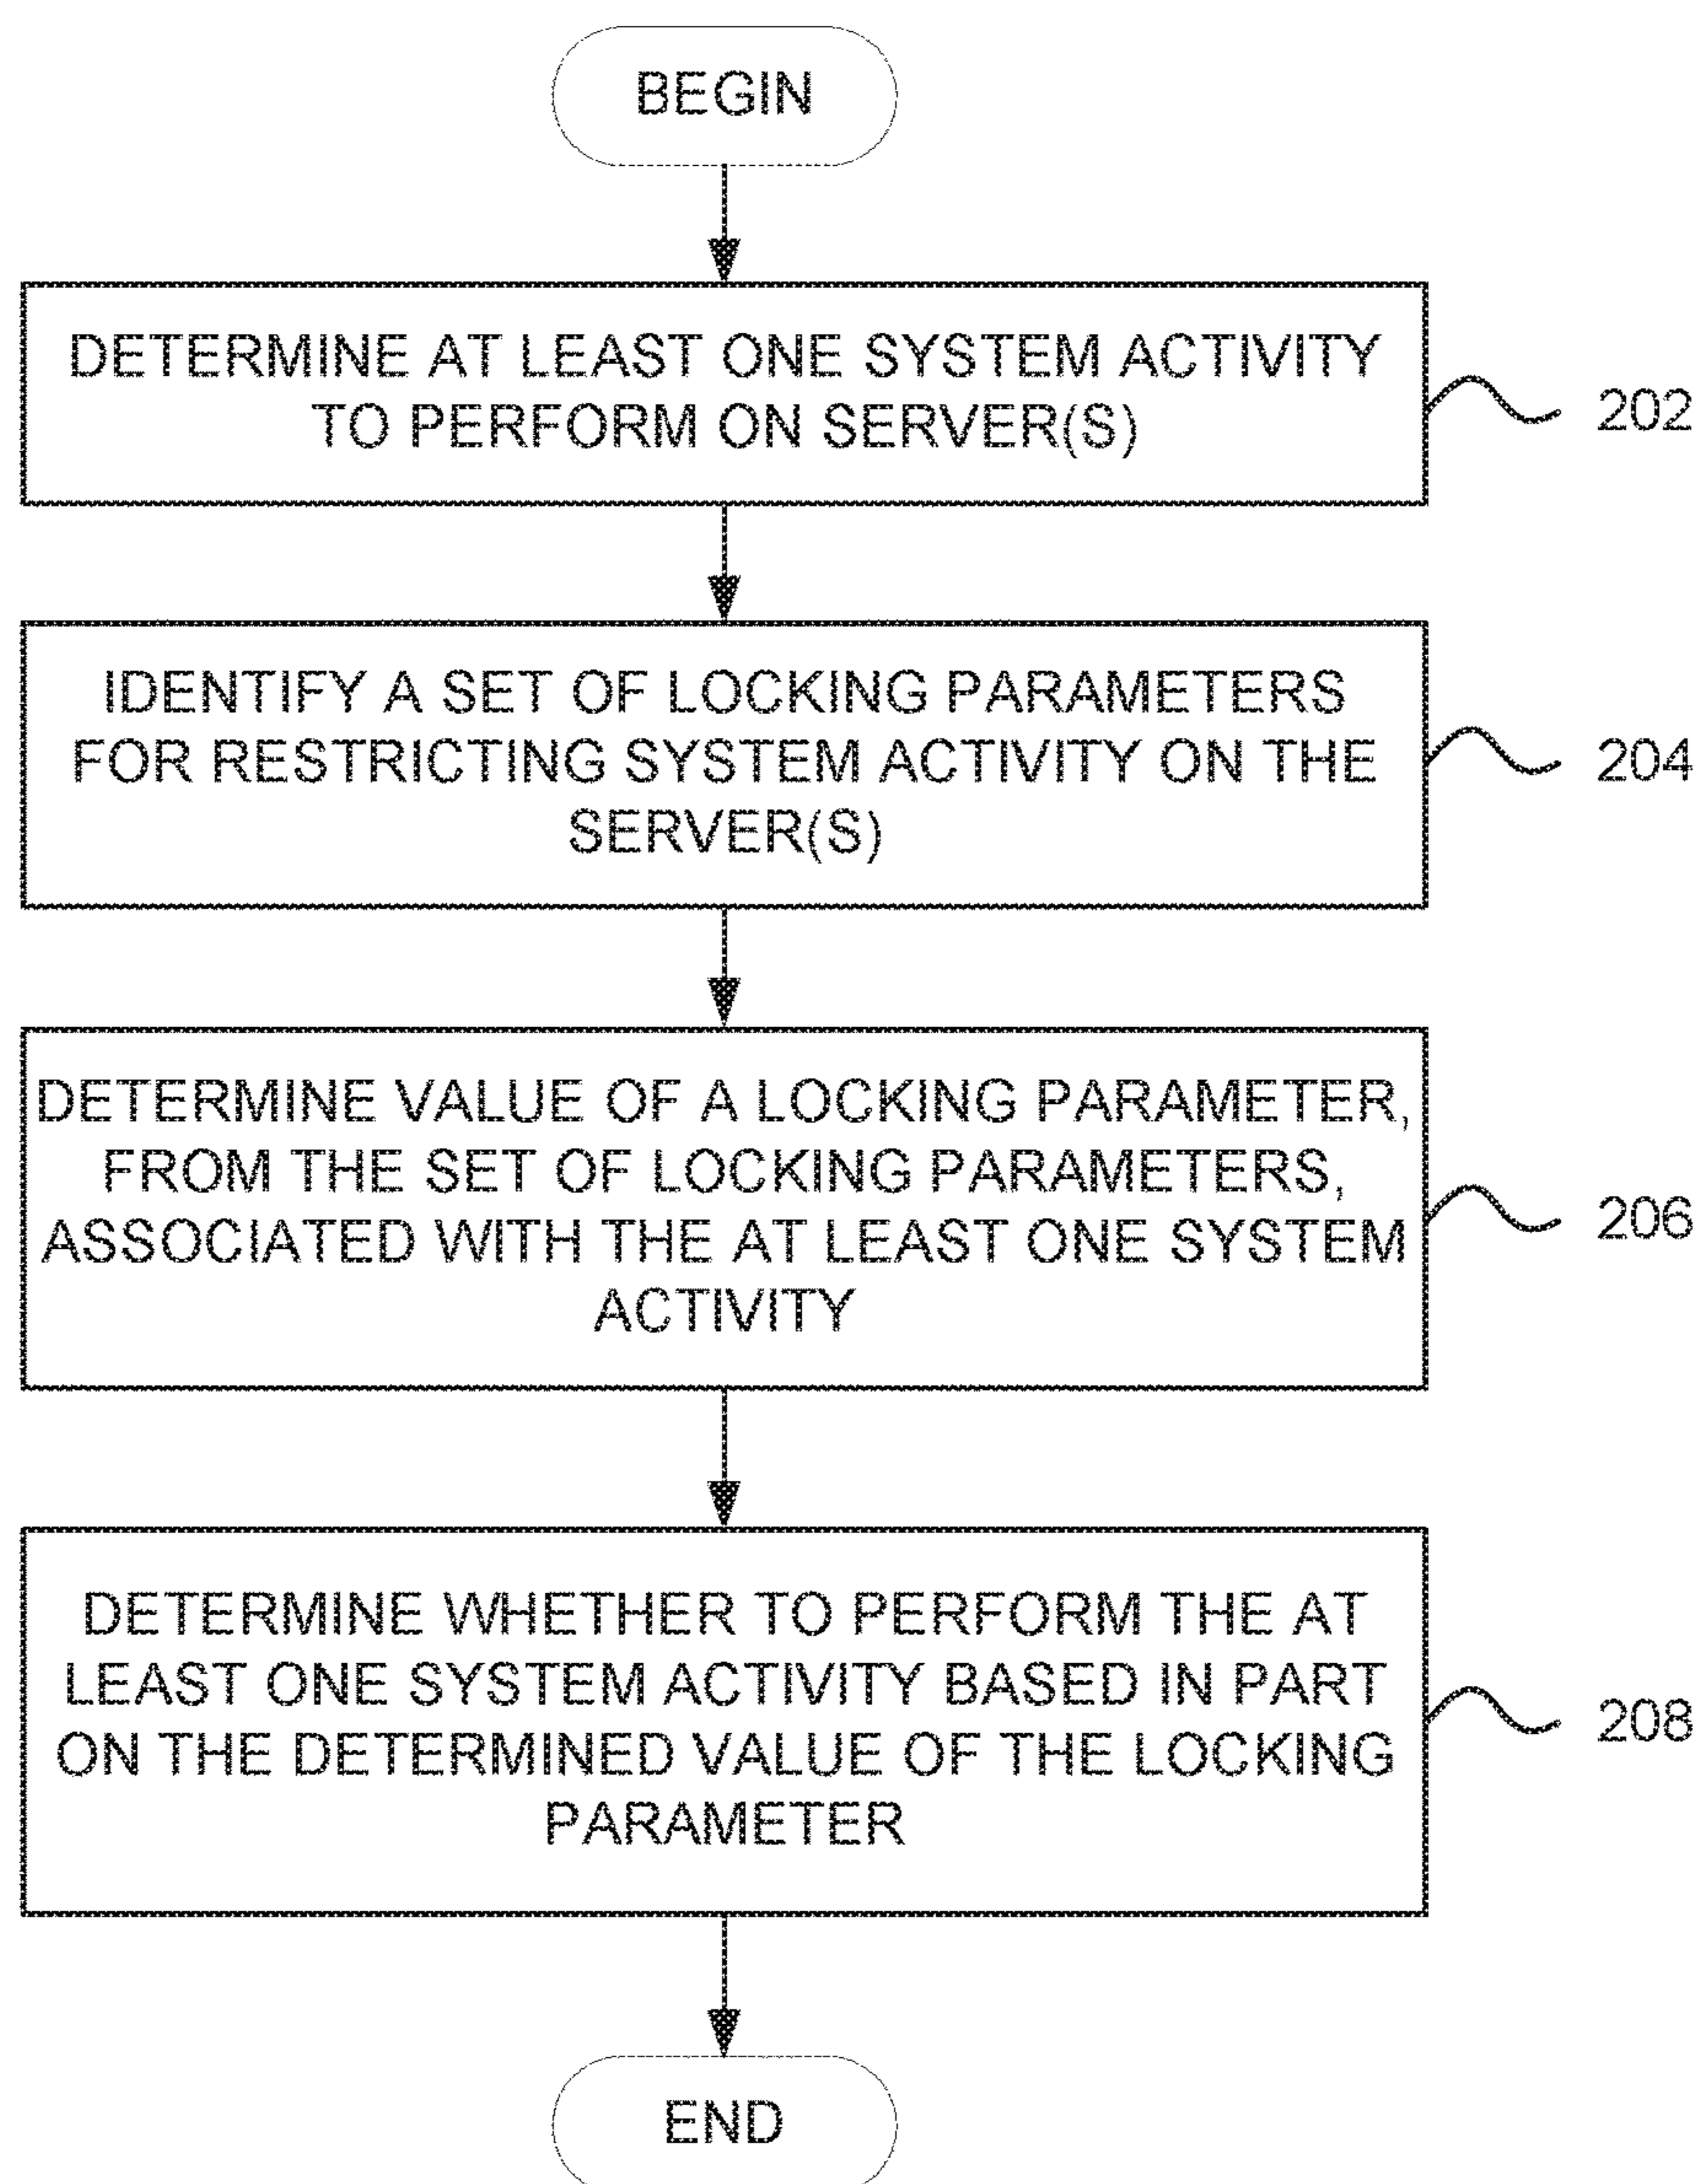 BEGIN
DETERMINE AT LEAST ONE SYSTEM ACTIVITY
TO PERFORM ON SERVER(S)
202
IDENTIFY A SET OF LOCKING PARAMETERS
FOR RESTRICTING SYSTEM ACTIVITY ON THE
SERVER(S)
204
DETERMINE VALUE OF A LOCKING PARAMETER,
FROM THE SET OF LOCKING PARAMETERS,
ASSOCIATED WITH THE AT LEAST ONE SYSTEM
ACTIVITY
206
DETERMINE WHETHER TO PERFORM THE AT
LEAST ONE SYSTEM ACTIVITY BASED IN PART
ON THE DETERMINED VALUE OF THE LOCKING
PARAMETER
208
END